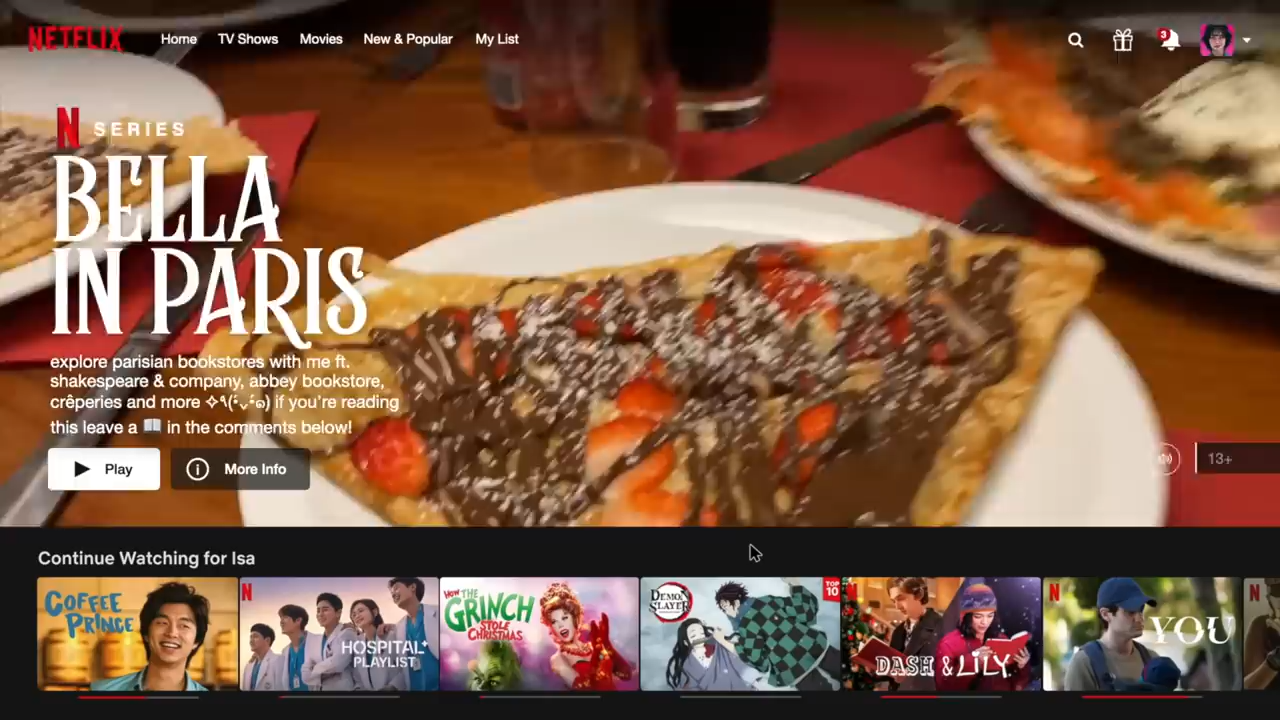 NETFLIX
Home TV Shows Movies New & Popular My List
3
N SERIES
BELLA
IN PARIS
explore parisian bookstores with me ft.
shakespeare & company, abbey bookstore,
crêperies and more if you're reading
this leave a 📖 in the comments below!
Play More Info
13+
Continue Watching for Isa
COFFEE
PRINCE
N
HOSPITAL
PLAYLIST
HOW THE
GRINCH
STOLE
CHRISTMAS
DEMON
SLAYER
TOP
10
N
DASH & LILY
N
YOU
N